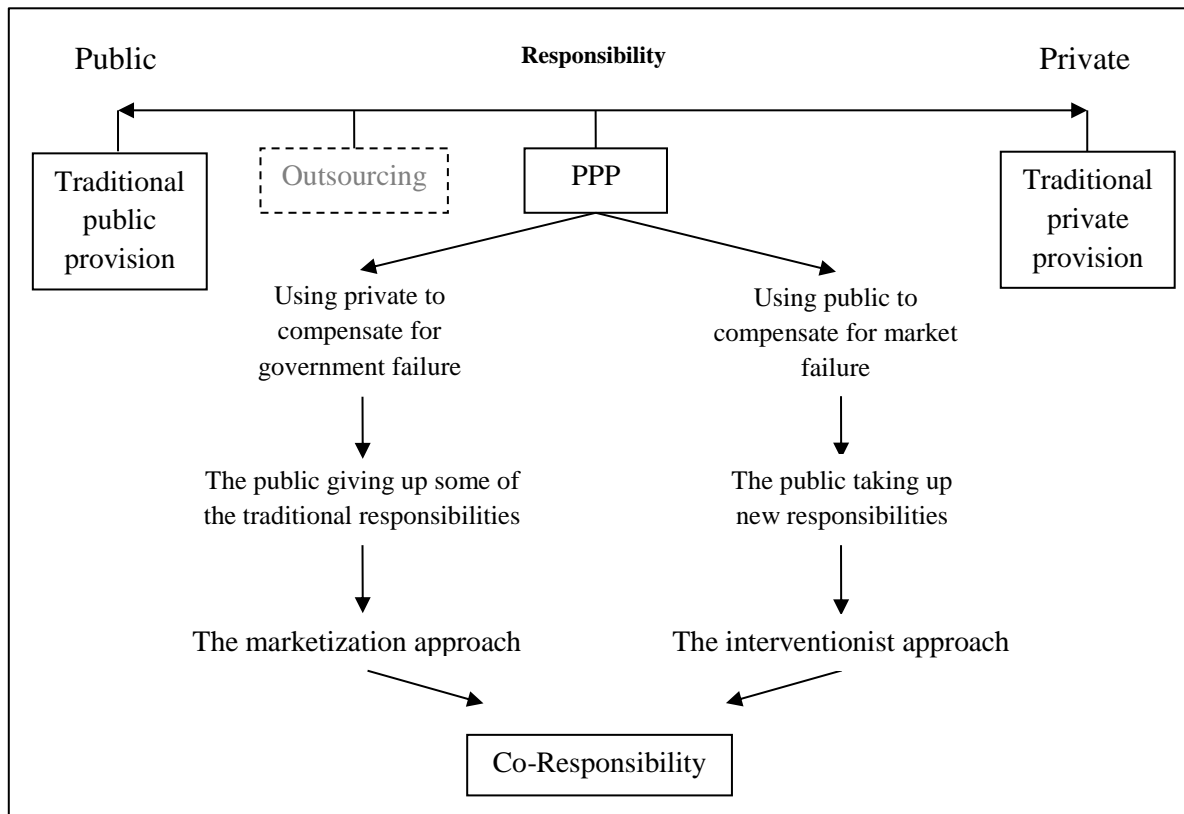 Public
Responsibility
Private
Traditional
public
provision
Outsourcing
PPP
Traditional
private
provision
Using private to
compensate for
government failure
Using public to
compensate for market
failure
The public giving up some of
the traditional responsibilities
The public taking up
new responsibilities
The marketization approach
The interventionist approach
Co-Responsibility